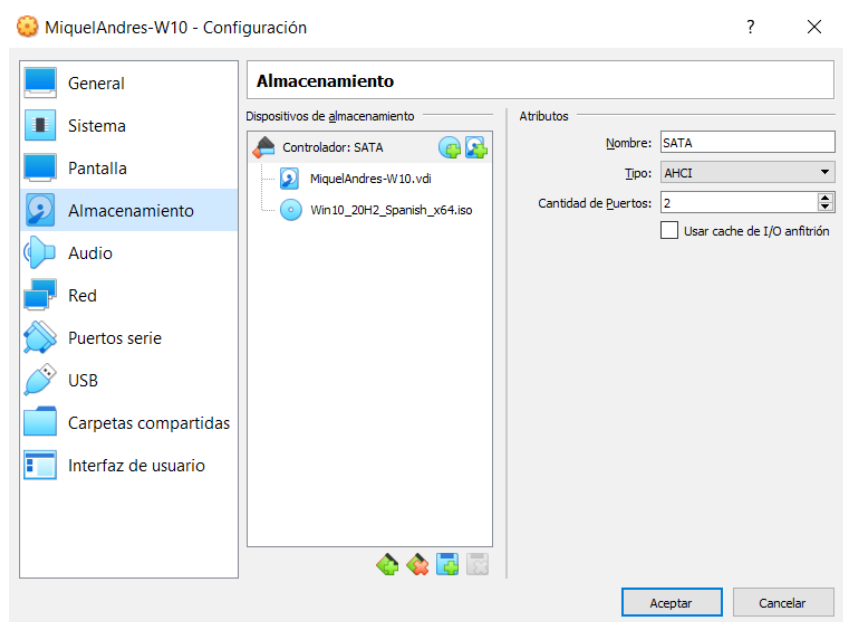 MiquelAndres-W10 - Configuración
?
General
Sistema
Pantalla
Almacenamiento
Audio
Red
Puertos serie
USB
Carpetas compartidas
Interfaz de usuario
Almacenamiento
Dispositivos de almacenamiento
Controlador: SATA
MiquelAndres-W10.vdi
Win10_20H2_Spanish_x64.iso
Atributos
Nombre: SATA
Tipo: AHCI
Cantidad de Puertos: 2
Usar cache de I/O anfitrión
Aceptar Cancelar